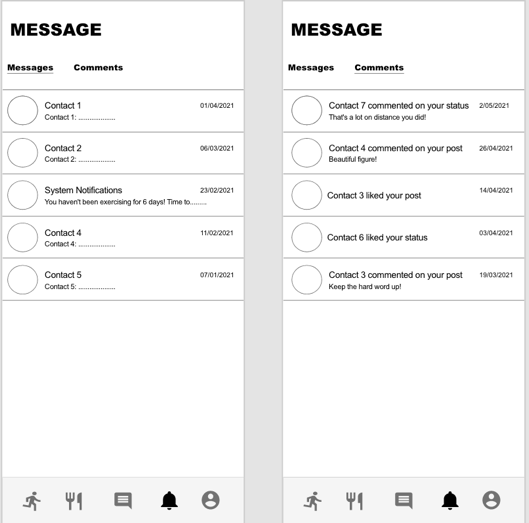 MESSAGE
Messages Comments
Contact 1 01/04/2021
Contact 1: ...................
Contact 2 06/03/2021
Contact 2: ...................
System Notifications 23/02/2021
You haven't been exercising for 6 days! Time to.........
Contact 4 11/02/2021
Contact 4: ...................
Contact 5 07/01/2021
Contact 5: ...................
MESSAGE
Messages Comments
Contact 7 commented on your status 2/05/2021
That's a lot on distance you did!
Contact 4 commented on your post 26/04/2021
Beautiful figure!
Contact 3 liked your post 14/04/2021
Contact 6 liked your status 03/04/2021
Contact 3 commented on your post 19/03/2021
Keep the hard word up!